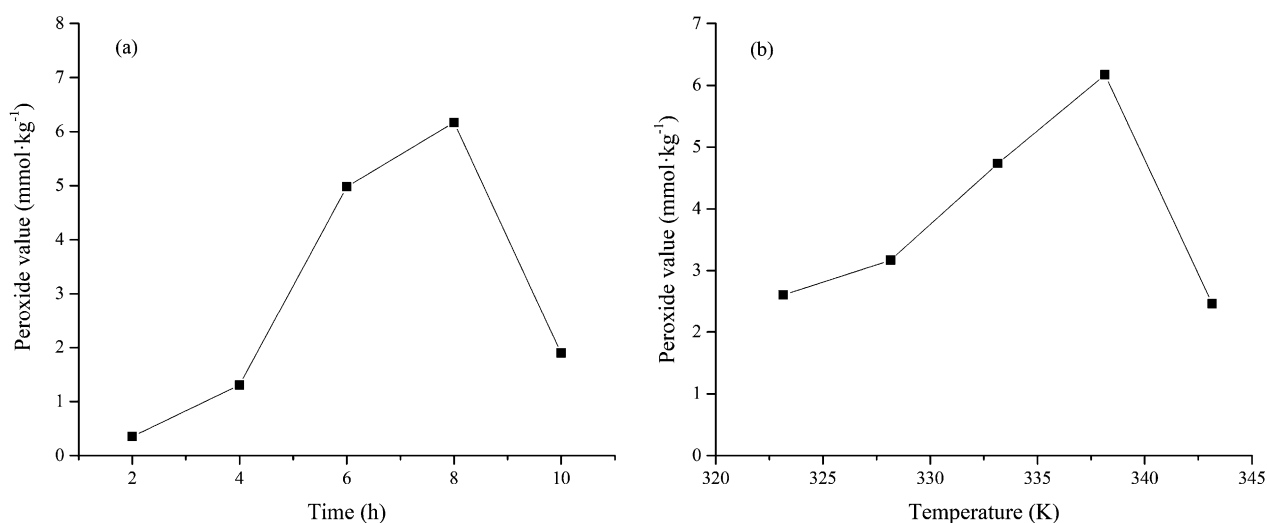 (a)
Peroxide value (mmol·kg⁻¹)
8
7
6
5
4
3
2
1
0
2 4 6 8 10
Time (h)
(b)
Peroxide value (mmol·kg⁻¹)
7
6
5
4
3
2
1
0
320 325 330 335 340 345
Temperature (K)